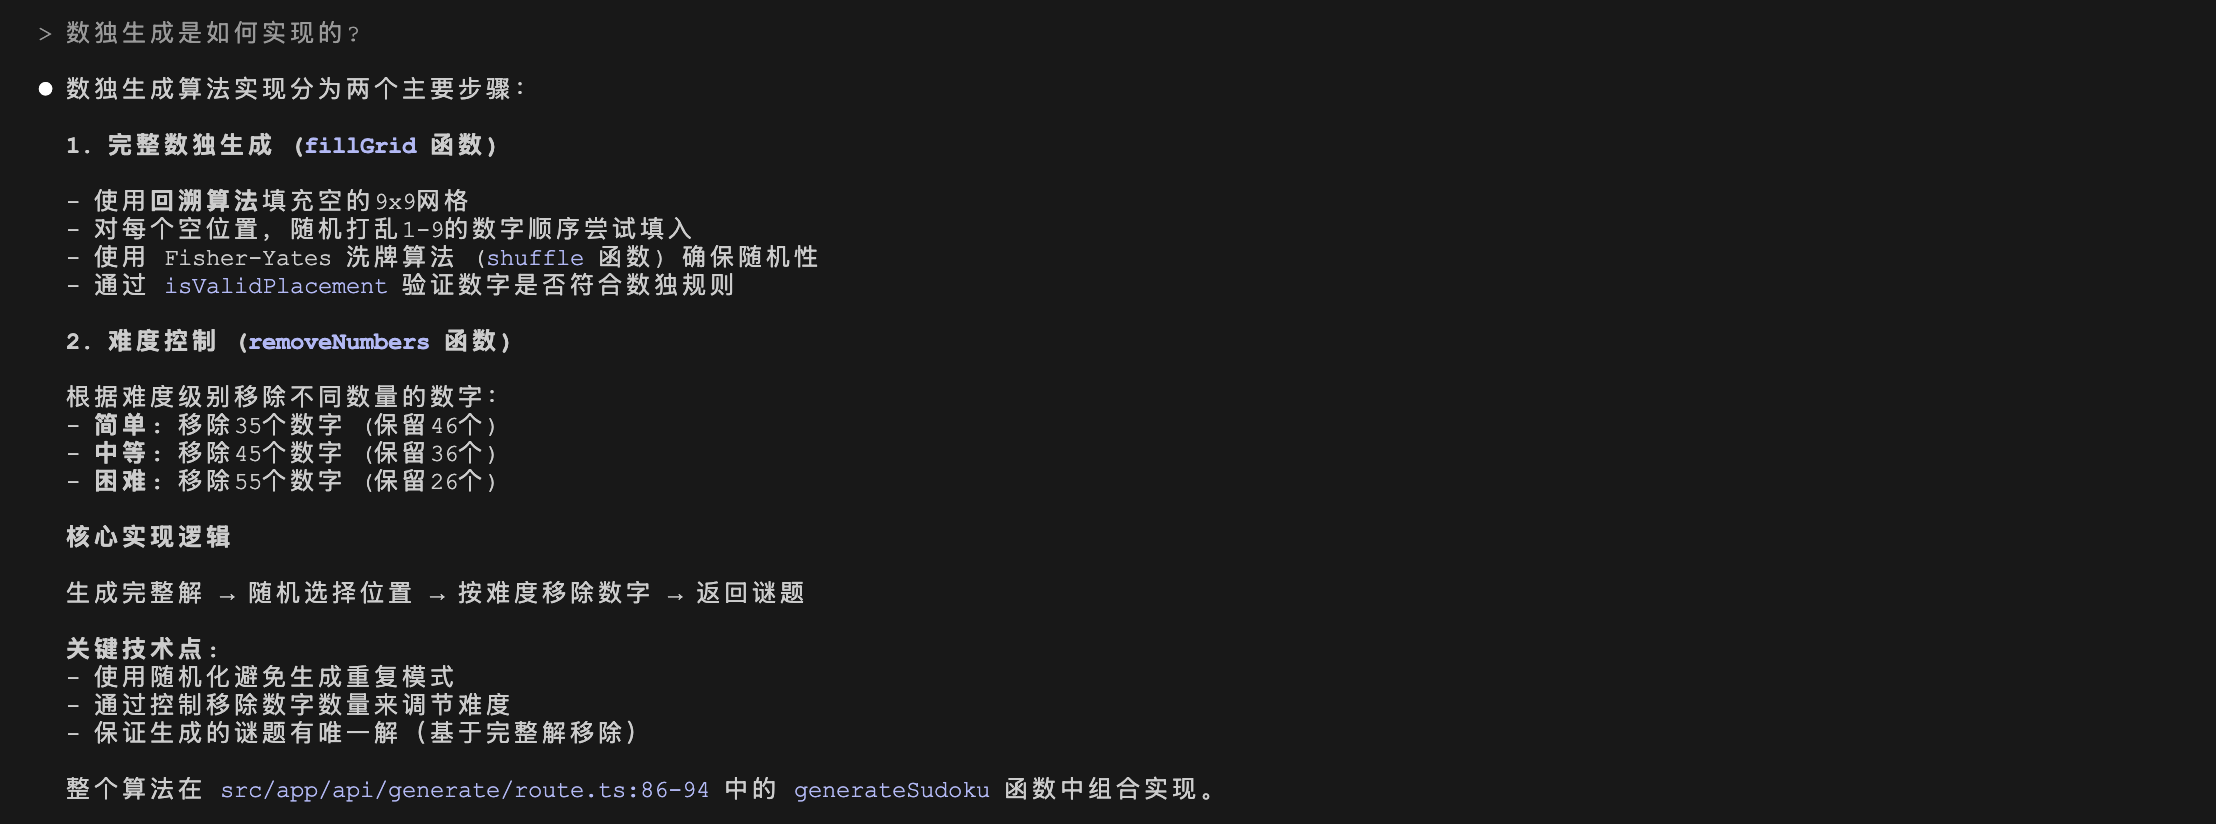 > 数独生成是如何实现的?
● 数独生成算法实现分为两个主要步骤：
1. 完整数独生成 (fillGrid 函数)
- 使用回溯算法填充空的9x9网格
- 对每个空位置，随机打乱1-9的数字顺序尝试填入
- 使用 Fisher-Yates 洗牌算法 (shuffle 函数) 确保随机性
- 通过 isValidPlacement 验证数字是否符合数独规则
2. 难度控制 (removeNumbers 函数)
根据难度级别移除不同数量的数字：
- 简单: 移除35个数字 (保留46个)
- 中等: 移除45个数字 (保留36个)
- 困难: 移除55个数字 (保留26个)
核心实现逻辑
生成完整解 → 随机选择位置 → 按难度移除数字 → 返回谜题
关键技术点:
- 使用随机化避免生成重复模式
- 通过控制移除数字数量来调节难度
- 保证生成的谜题有唯一解（基于完整解移除）
整个算法在 src/app/api/generate/route.ts:86-94 中的 generateSudoku 函数中组合实现。